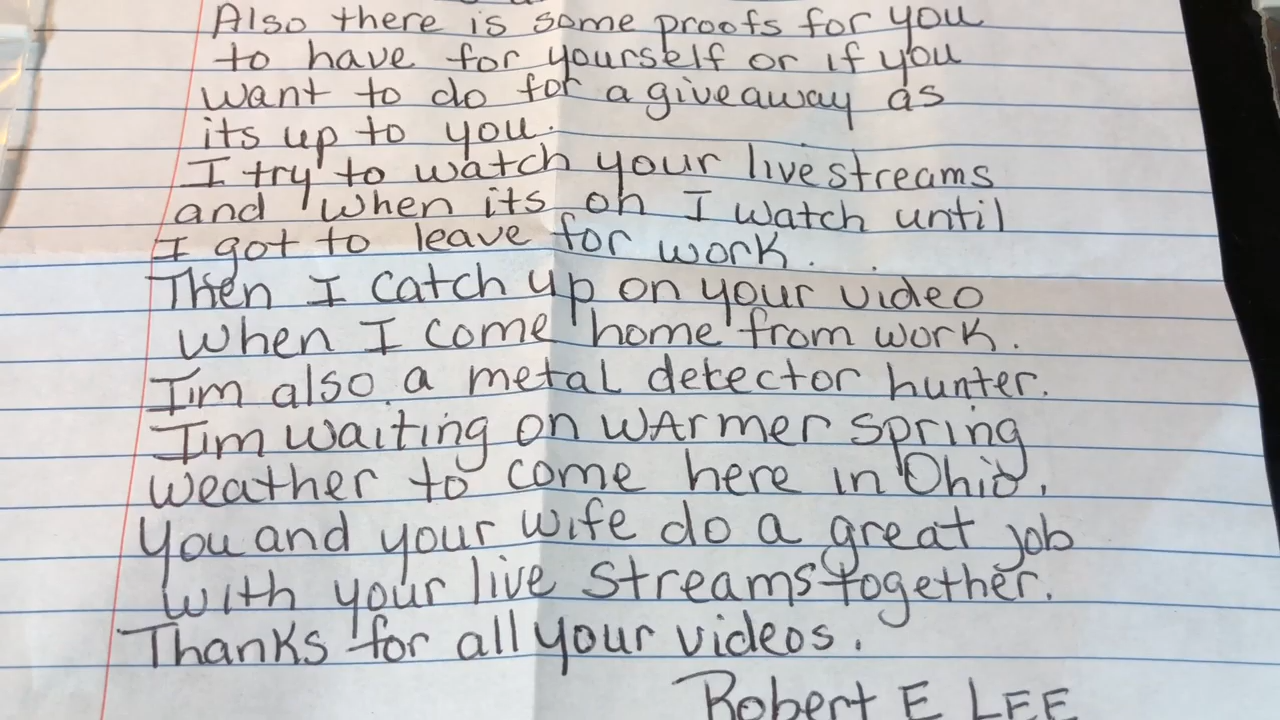 Also there is some proofs for you
to have for yourself or if you
want to do for a giveaway as
its up to you.
I try to watch your livestreams
and when its on I watch until
I got to leave for work.
Then I catch up on your video
when I come home from work.
I'm also a metal detector hunter.
I'm waiting on warmer spring
weather to come here in Ohio.
You and your wife do a great job
with your live streams together.
Thanks for all your videos.
Robert E LEE